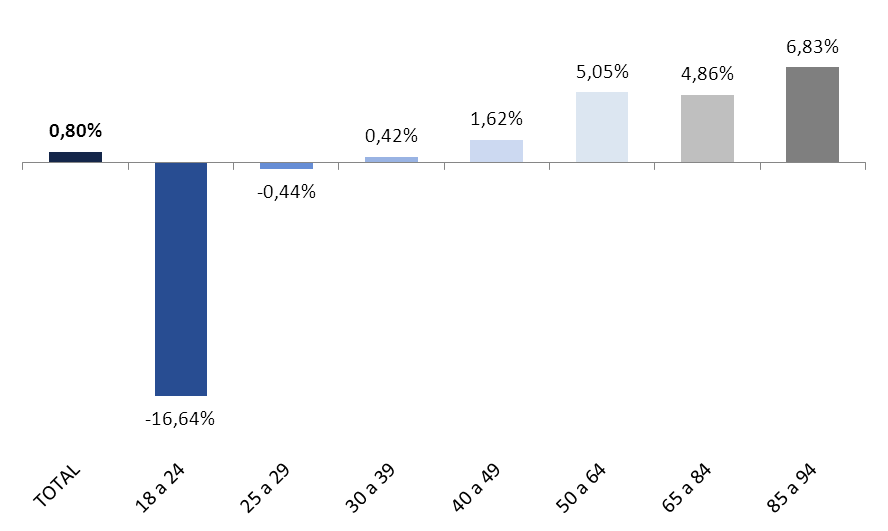 6,83%
5,05%
4,86%
1,62%
0,80%
0,42%
-0,44%
-16,64%
TOTAL
18 a 24
25 a 29
30 a 39
40 a 49
50 a 64
65 a 84
85 a 94